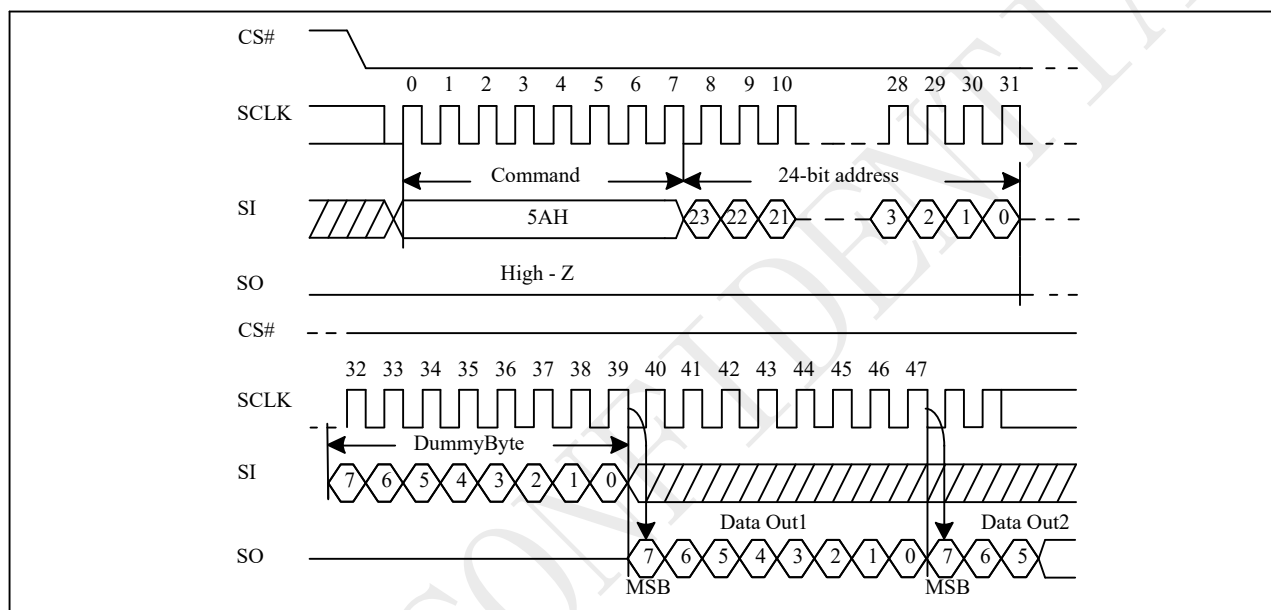 CS#
0 1 2 3 4 5 6 7 8 9 10 28 29 30 31
SCLK
Command 24-bit address
SI 5AH 23 22 21 3 2 1 0
High - Z
SO
CS#
32 33 34 35 36 37 38 39 40 41 42 43 44 45 46 47
SCLK
DummyByte
SI 7 6 5 4 3 2 1 0
Data Out1 Data Out2
SO 7 6 5 4 3 2 1 0 7 6 5
MSB MSB